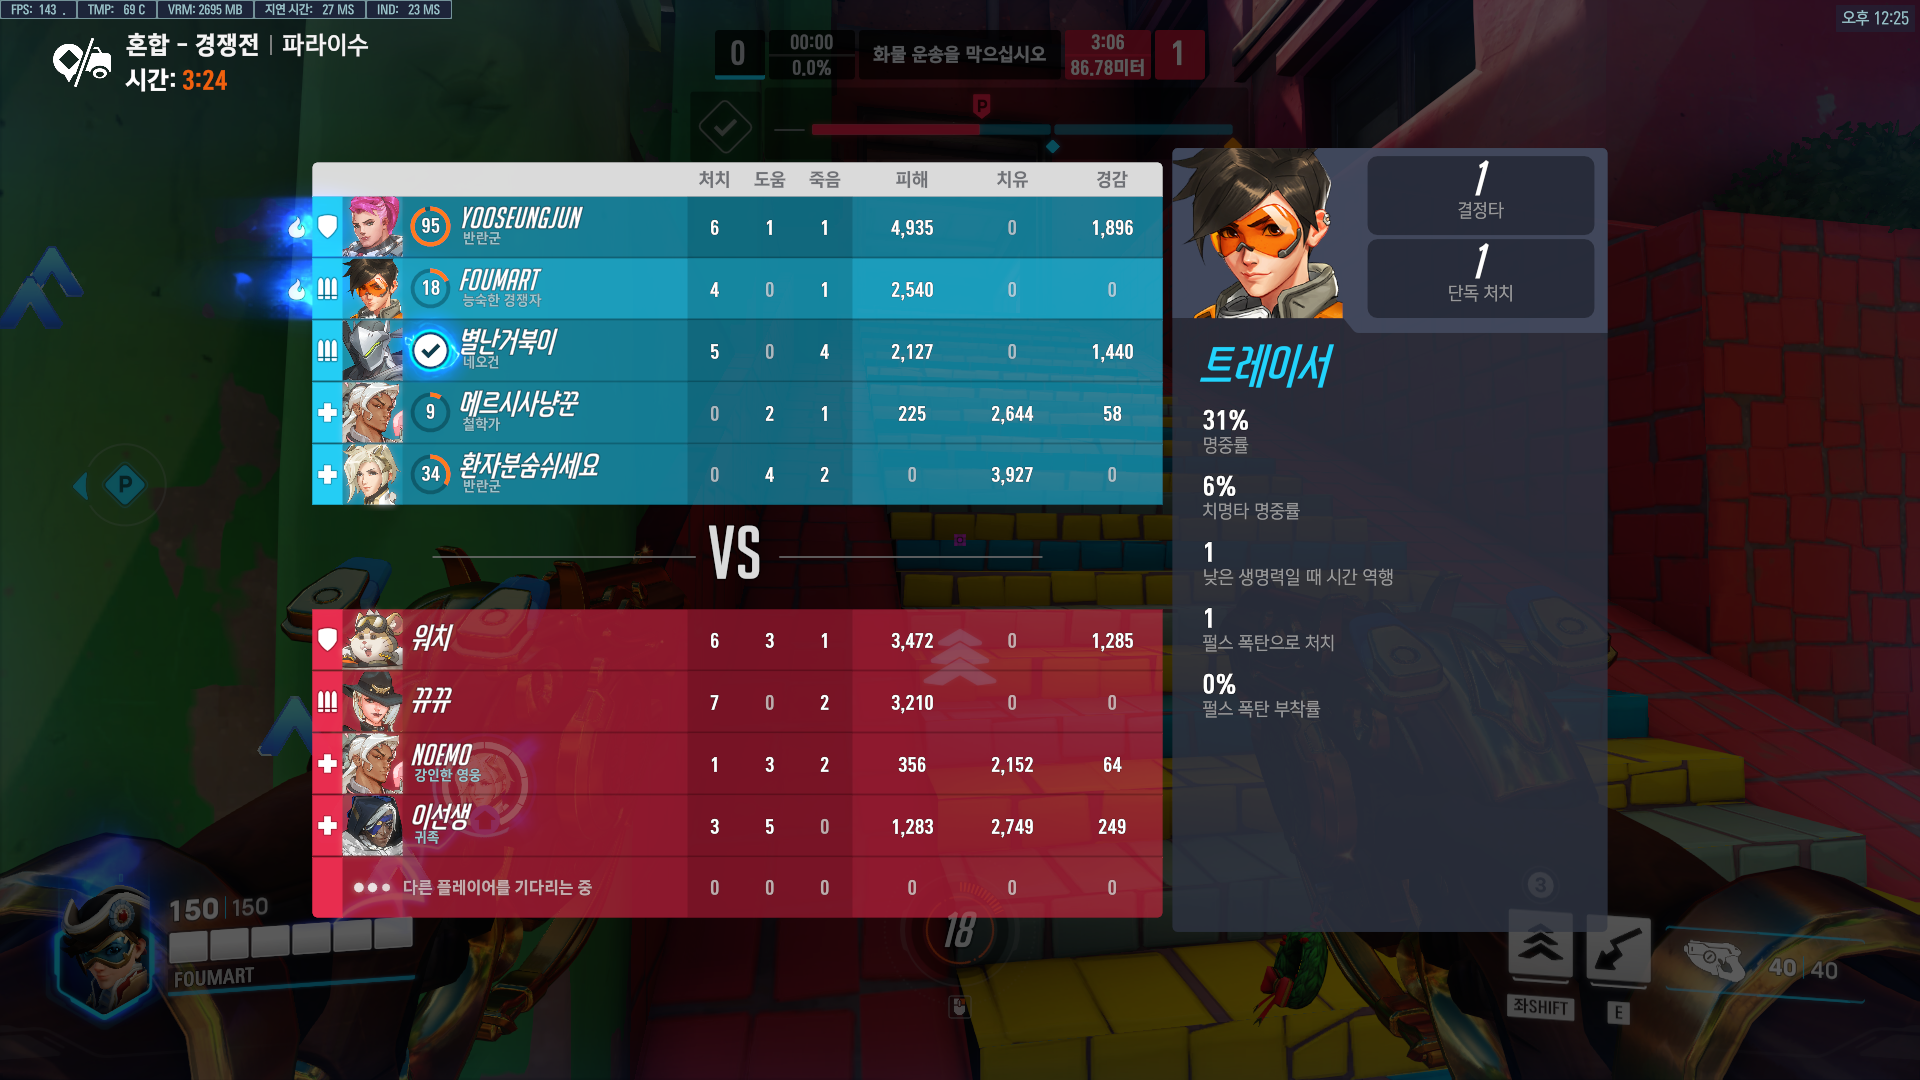 FPS: 143 . TMP: 69 C VRM: 2695 MB 지연 시간: 27 MS IND: 23 MS
오후 12:25
혼합 - 경쟁전 | 파라이수
시간: 3:24
0 00:00 0.0% 화물 운송을 막으십시오 3:06 86.78미터 1
P
처치 도움 죽음 피해 치유 경감
95 YOOSEUNGJUN 6 1 1 4,935 0 1,896
반란군
18 FOUMART 4 0 1 2,540 0 0
능숙한 경쟁자
별난거북이 5 0 4 2,127 0 1,440
네오건
9 메르시사냥꾼 0 2 1 225 2,644 58
철학가
34 환자분숨쉬세요 0 4 2 0 3,927 0
반란군
P
VS
워치 6 3 1 3,472 0 1,285
뀨뀨 7 0 2 3,210 0 0
NOEMO 1 3 2 356 2,152 64
강인한 영웅
이선생 3 5 0 1,283 2,749 249
귀족
다른 플레이어를 기다리는 중 0 0 0 0 0 0
1
결정타
1
단독 처치
트레이서
31%
명중률
6%
치명타 명중률
1
낮은 생명력일 때 시간 역행
1
펄스 폭탄으로 처치
0%
펄스 폭탄 부착률
150 | 150
FOUMART
18
3
좌SHIFT
E
40 | 40